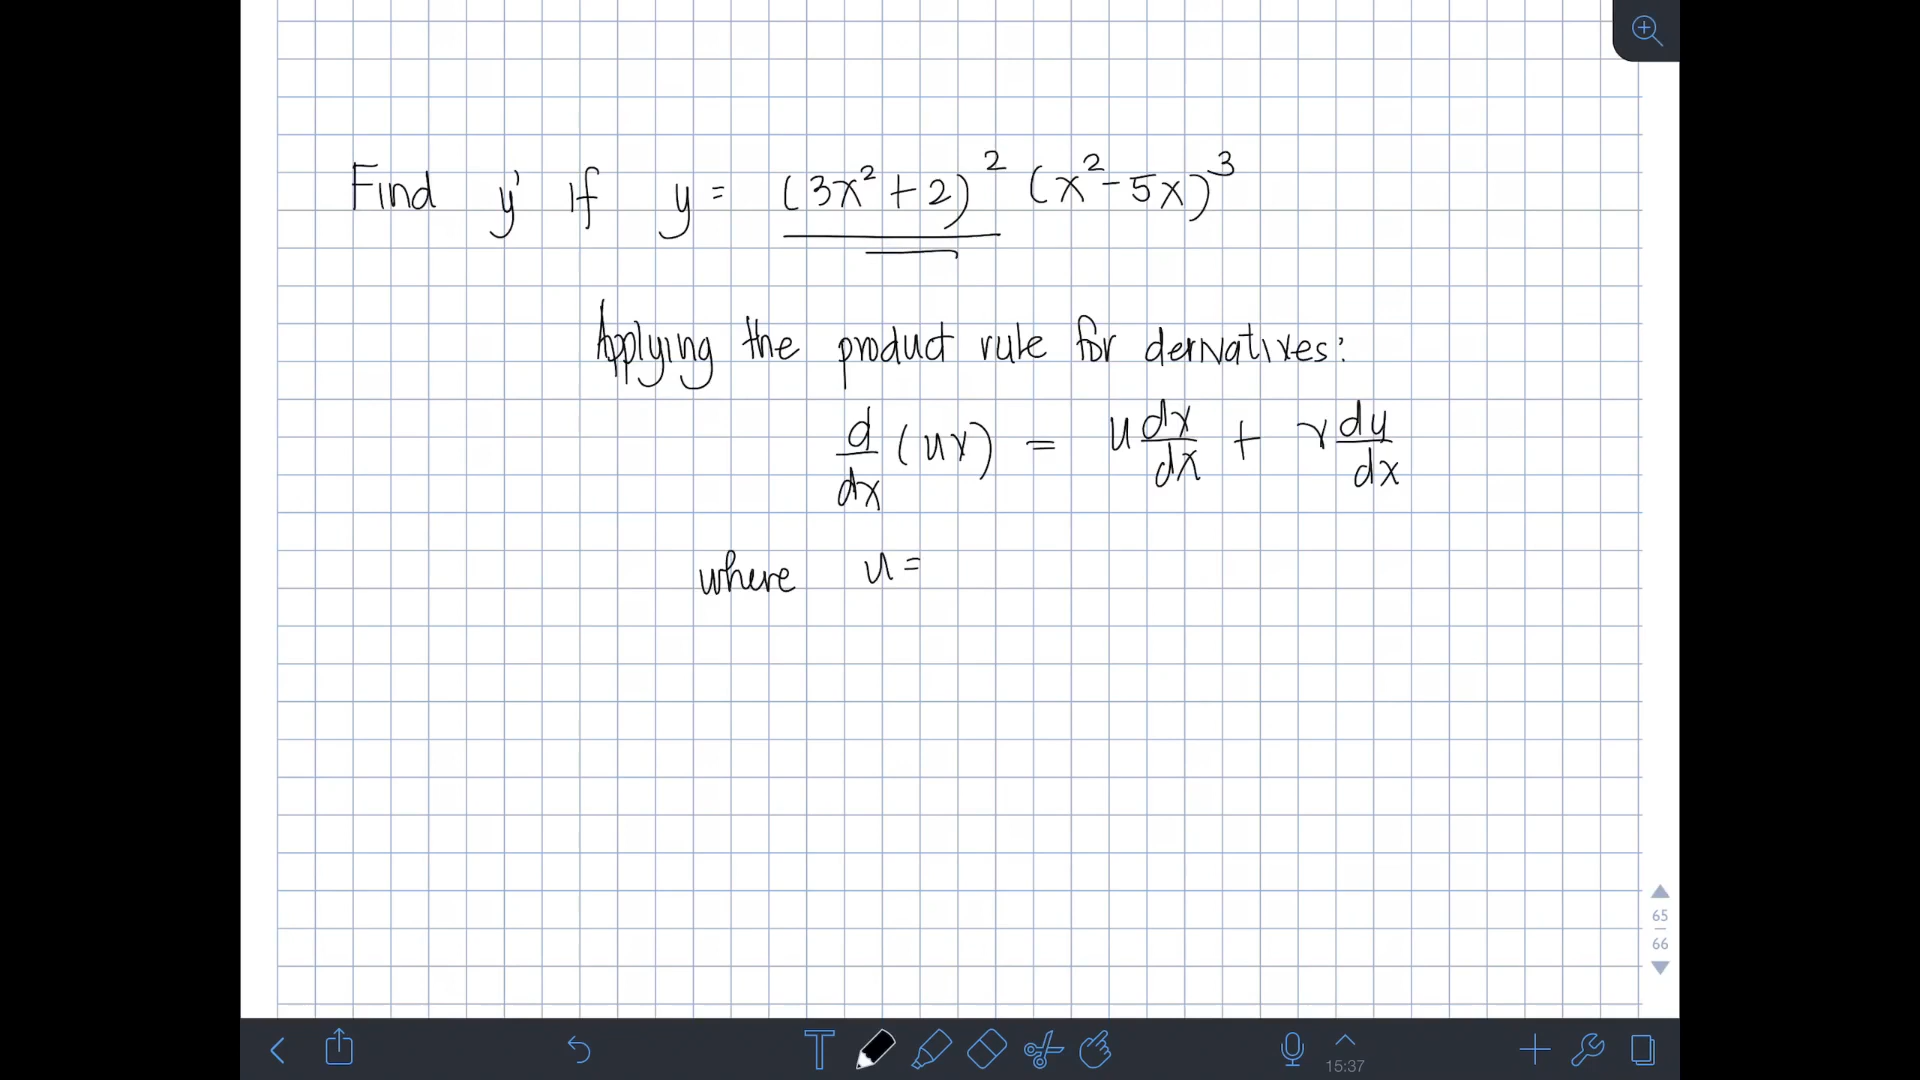 Find y' if y = (3x² + 2)² (x² - 5x)³
Applying the product rule for derivatives:
d/dx (uv) = u dv/dx + v du/dx
where u =
65
66
15:37